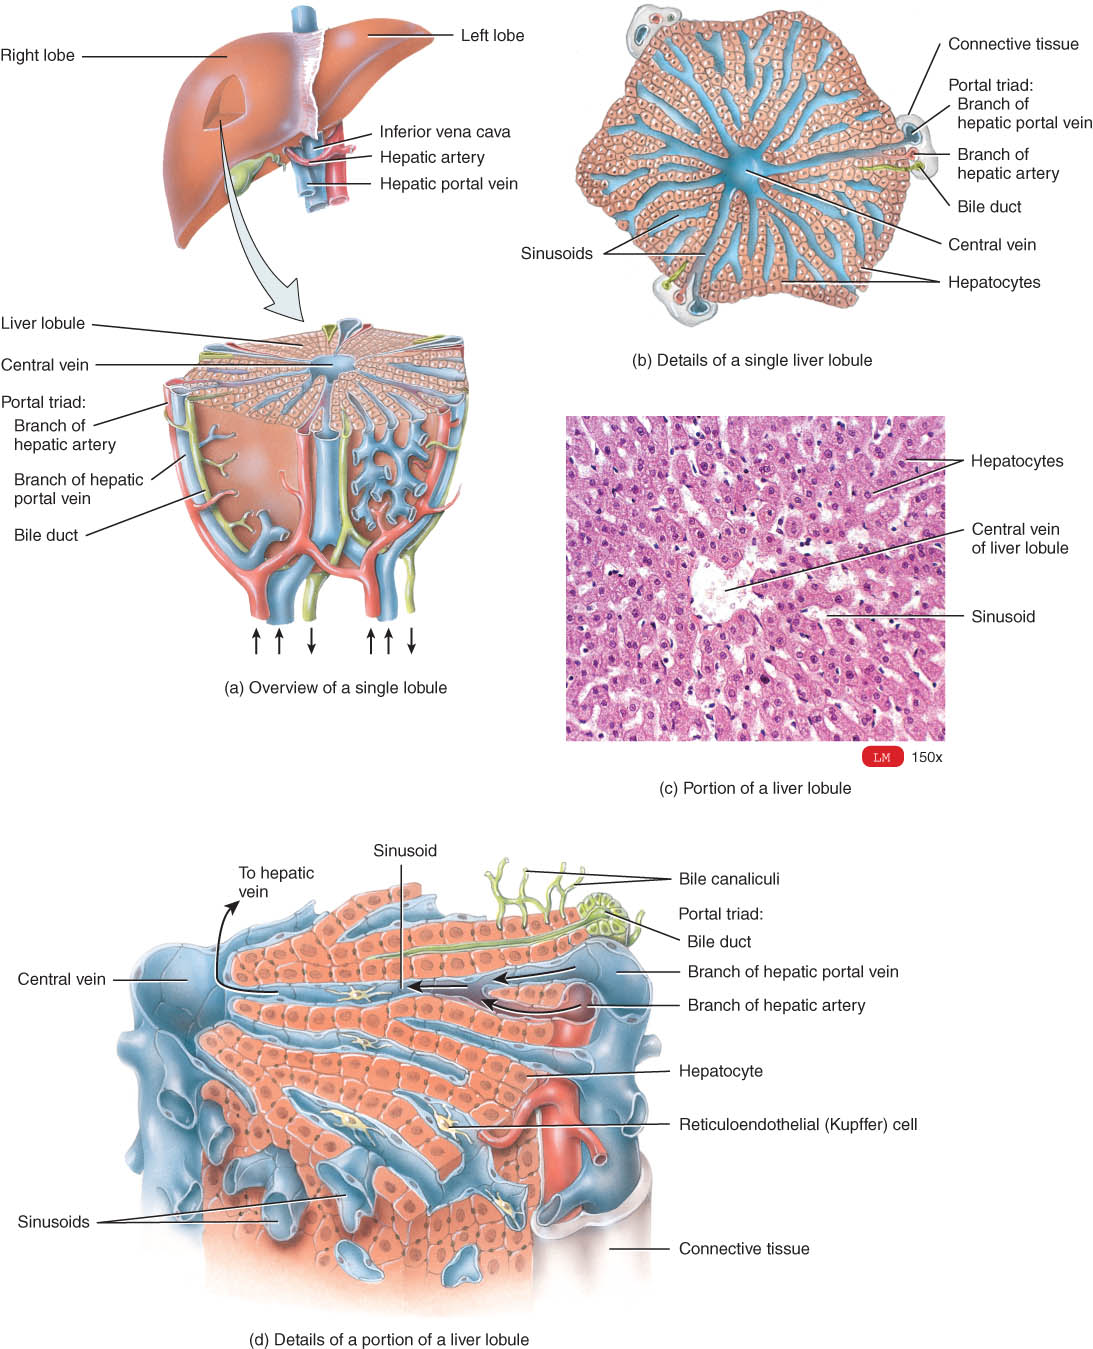 Right lobe
Left lobe
Inferior vena cava
Hepatic artery
Hepatic portal vein
Liver lobule
Central vein
Portal triad:
Branch of
hepatic artery
Branch of hepatic
portal vein
Bile duct
(a) Overview of a single lobule
Connective tissue
Portal triad:
Branch of
hepatic portal vein
Branch of
hepatic artery
Bile duct
Central vein
Hepatocytes
Sinusoids
(b) Details of a single liver lobule
Hepatocytes
Central vein
of liver lobule
Sinusoid
LM 150x
(c) Portion of a liver lobule
Sinusoid
To hepatic
vein
Bile canaliculi
Portal triad:
Bile duct
Central vein
Branch of hepatic portal vein
Branch of hepatic artery
Hepatocyte
Reticuloendothelial (Kupffer) cell
Sinusoids
Connective tissue
(d) Details of a portion of a liver lobule